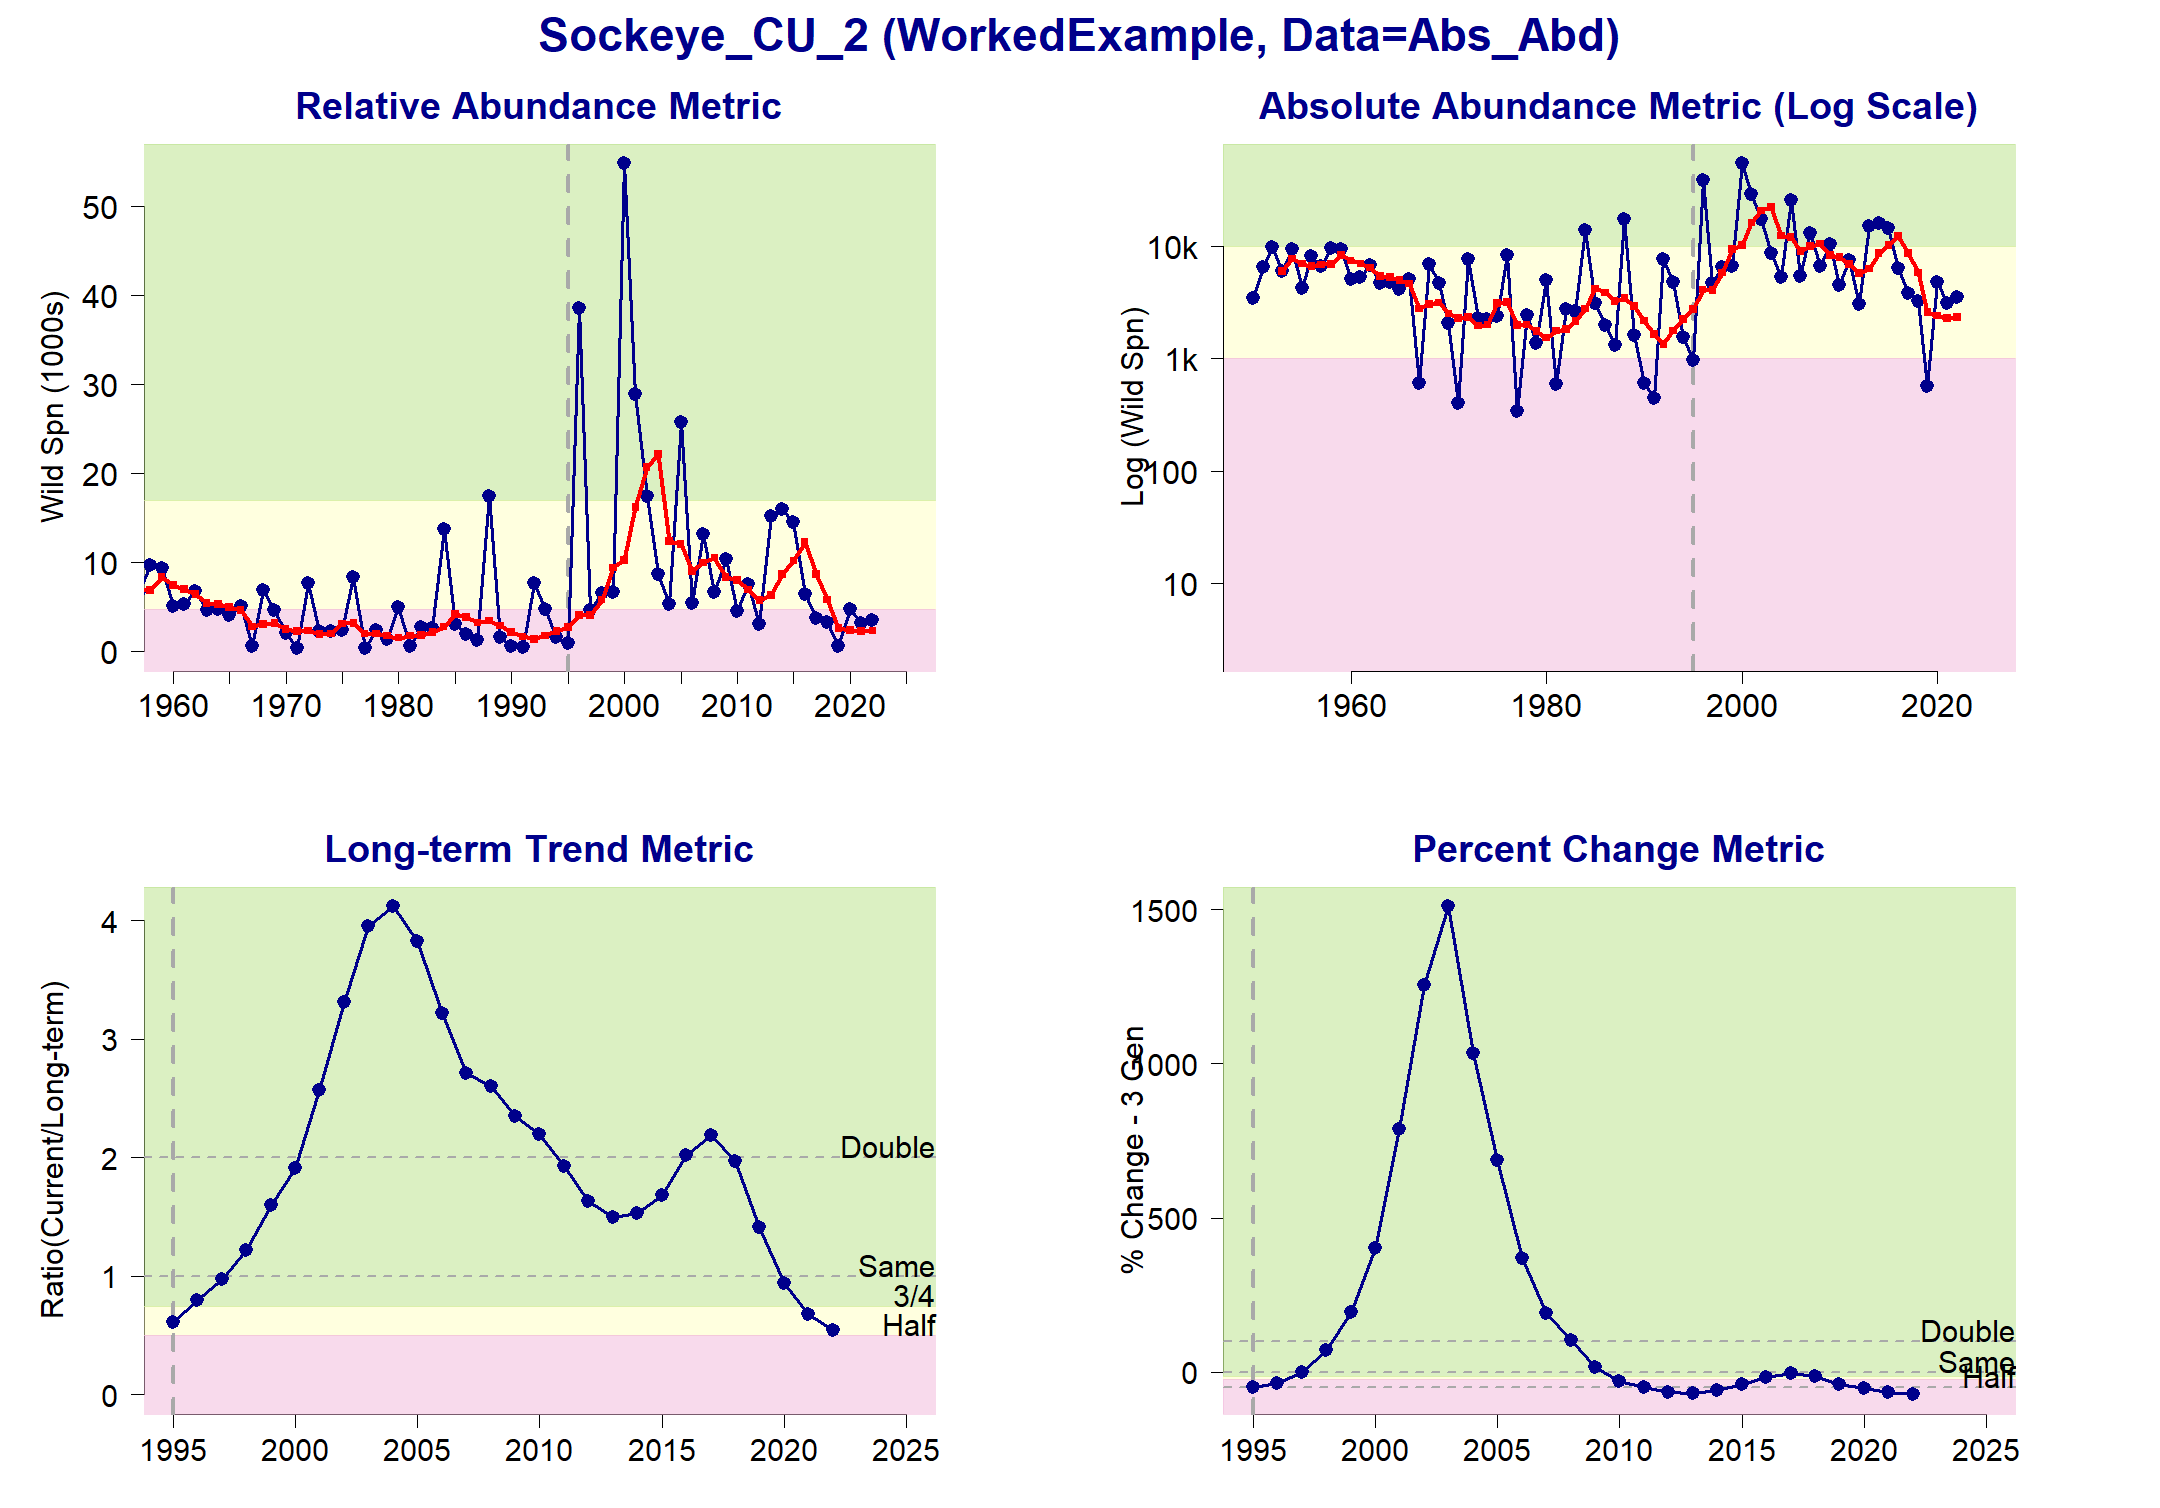 Sockeye_CU_2 (WorkedExample, Data=Abs_Abd)
Relative Abundance Metric
Wild Spn (1000s)
50
40
30
20
10
0
1960 1970 1980 1990 2000 2010 2020
Absolute Abundance Metric (Log Scale)
Log (Wild Spn)
10k
1k
100
10
1960 1980 2000 2020
Long-term Trend Metric
Ratio(Current/Long-term)
4
3
2
1
0
Double
Same
3/4
Half
1995 2000 2005 2010 2015 2020 2025
Percent Change Metric
% Change - 3 Gen
1500
1000
500
0
Double
Same
Half
1995 2000 2005 2010 2015 2020 2025